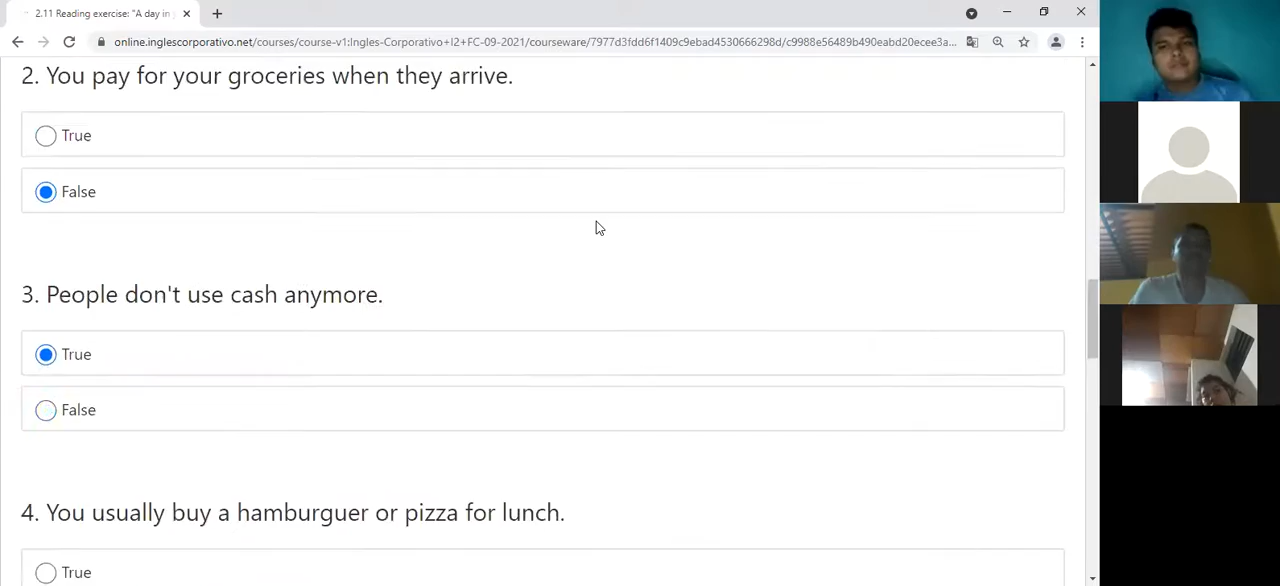 2.11 Reading exercise: "A day in
online.inglescorporativo.net/courses/course-v1:Ingles-Corporativo+I2+FC-09-2021/courseware/7977d3fdd6f1409c9ebad4530666298d/c9988e56489b490eabd20ecee3a...
2. You pay for your groceries when they arrive.
True
False
3. People don't use cash anymore.
True
False
4. You usually buy a hamburguer or pizza for lunch.
True